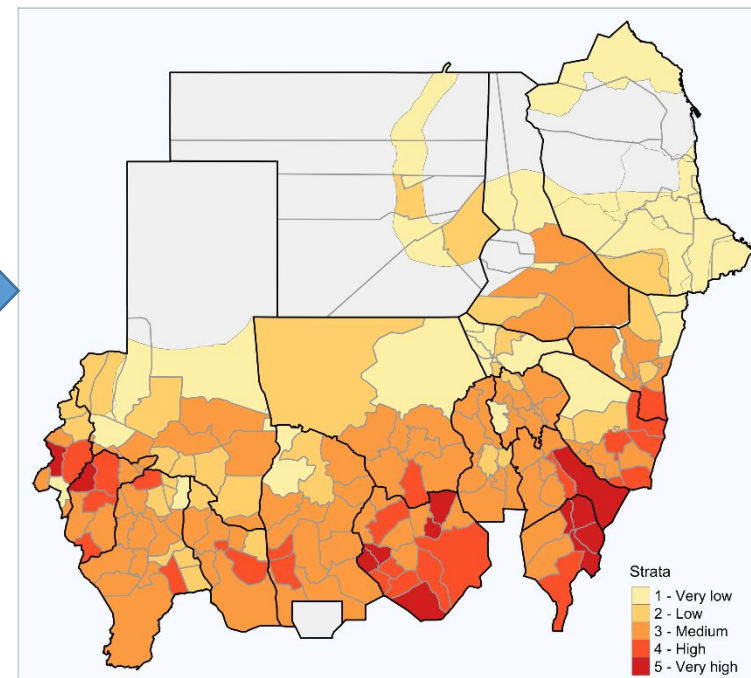 Strata
1 - Very low
2 - Low
3 - Medium
4 - High
5 - Very high